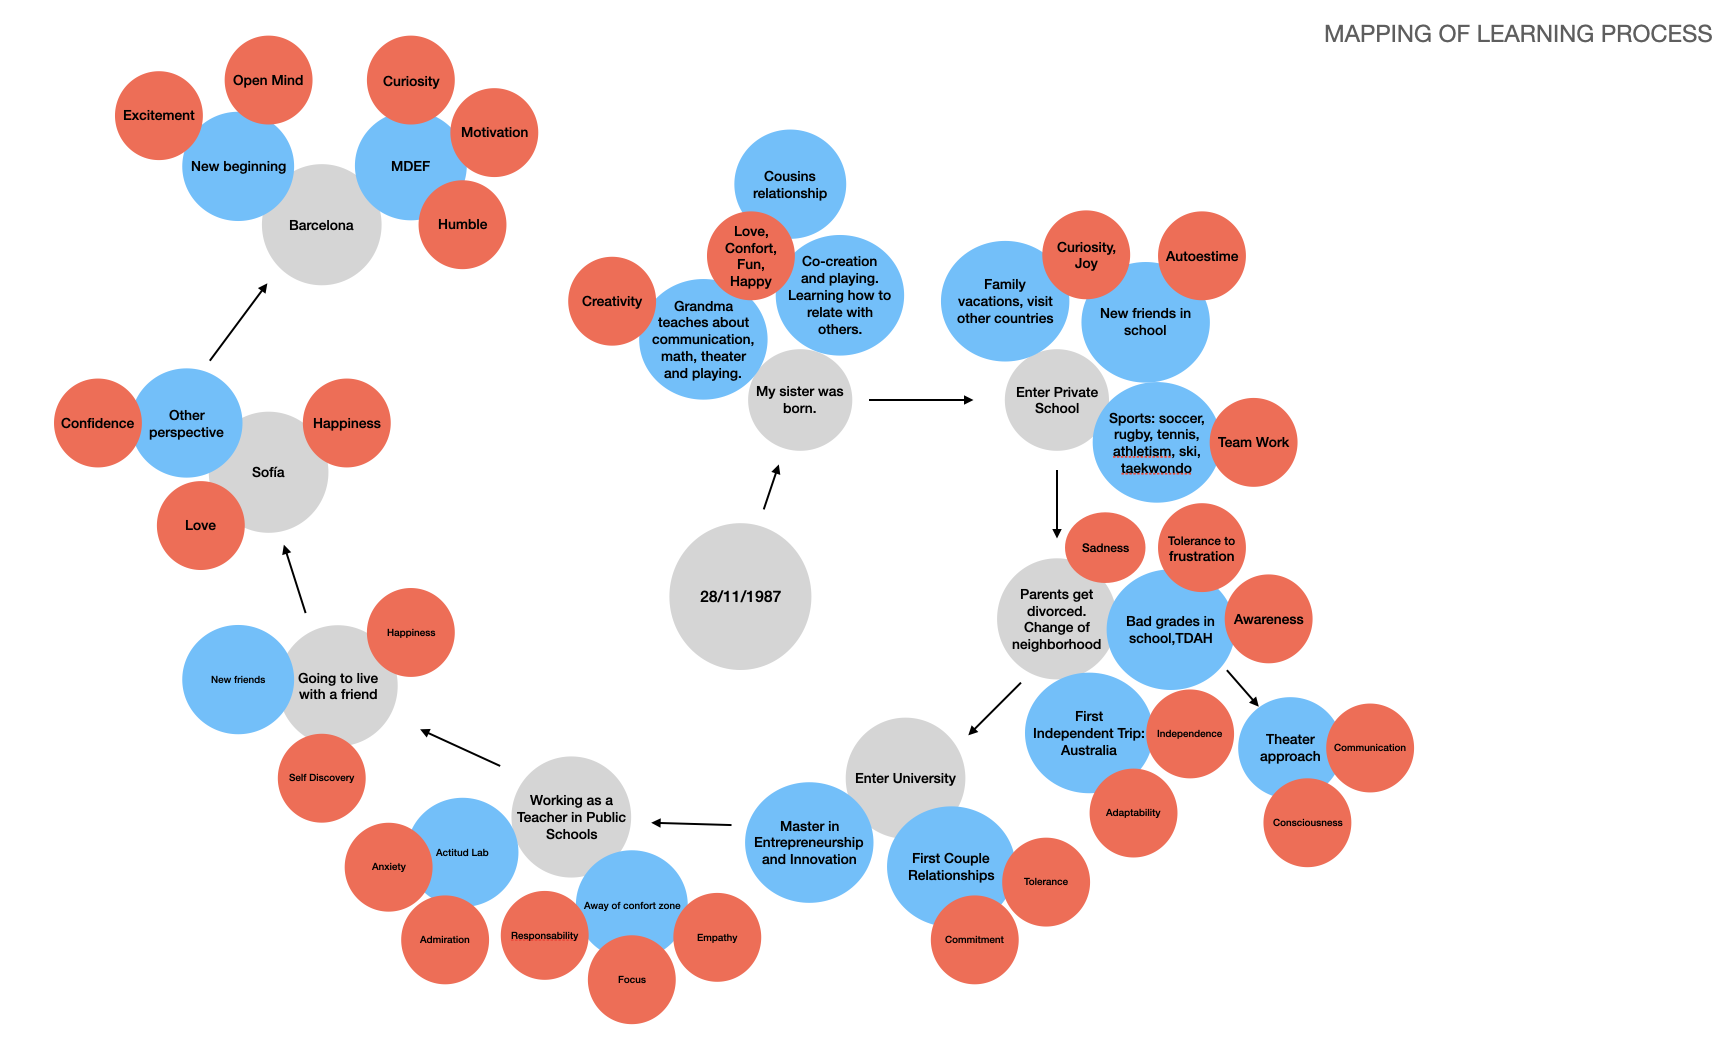 MAPPING OF LEARNING PROCESS
Open Mind
Curiosity
Excitement
Motivation
New beginning
MDEF
Barcelona
Humble
Cousins
relationship
Love,
Confort,
Fun,
Happy
Co-creation
and playing.
Learning how to
relate with
others.
Creativity
Grandma
teaches about
communication,
math, theater
and playing.
My sister was
born.
Curiosity,
Joy
Autoestime
Family
vacations, visit
other countries
New friends in
school
Enter Private
School
Sports: soccer,
rugby, tennis,
athletism, ski,
taekwondo
Team Work
Confidence
Other
perspective
Happiness
Sofía
Love
28/11/1987
Sadness
Tolerance to
frustration
Parents get
divorced.
Change of
neighborhood
Bad grades in
school,TDAH
Awareness
First
Independent Trip:
Australia
Independence
Adaptability
Theater
approach
Communication
Consciousness
Enter University
Master in
Entrepreneurship
and Innovation
First Couple
Relationships
Tolerance
Commitment
Working as a
Teacher in Public
Schools
Actitud Lab
Anxiety
Admiration
Away of confort zone
Responsability
Empathy
Focus
Happiness
New friends
Going to live
with a friend
Self Discovery